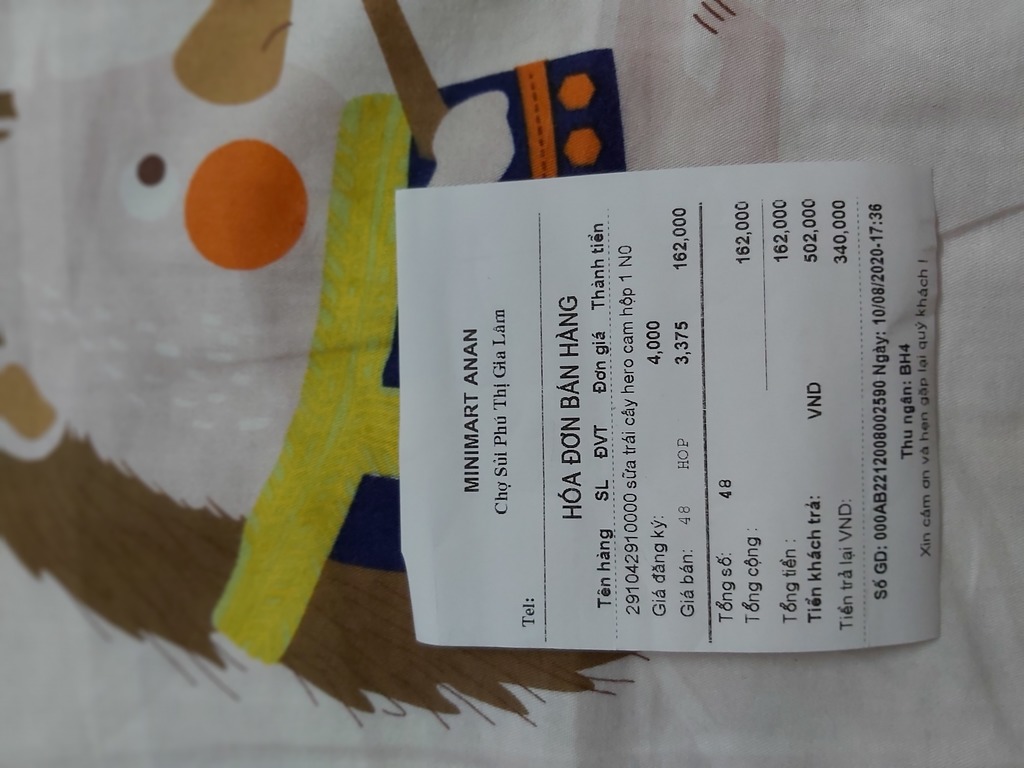 MINIMART ANAN
Chợ Sủi Phú Thị Gia Lâm
Tel:
HÓA ĐƠN BÁN HÀNG
Tên hàng SL ĐVT Đơn giá Thành tiền
2910429100000 sữa trái cây hero cam hộp 1 N0
Giá đăng ký: 4,000
Giá bán: 48 HOP 3,375 162,000
Tổng số: 48
Tổng cộng : 162,000
Tổng tiền : 162,000
Tiền khách trả: VND 502,000
Tiền trả lại VND: 340,000
Số GD: 000AB2212008002590 Ngày: 10/08/2020-17:36
Thu ngân: BH4
Xin cảm ơn và hẹn gặp lại quý khách !